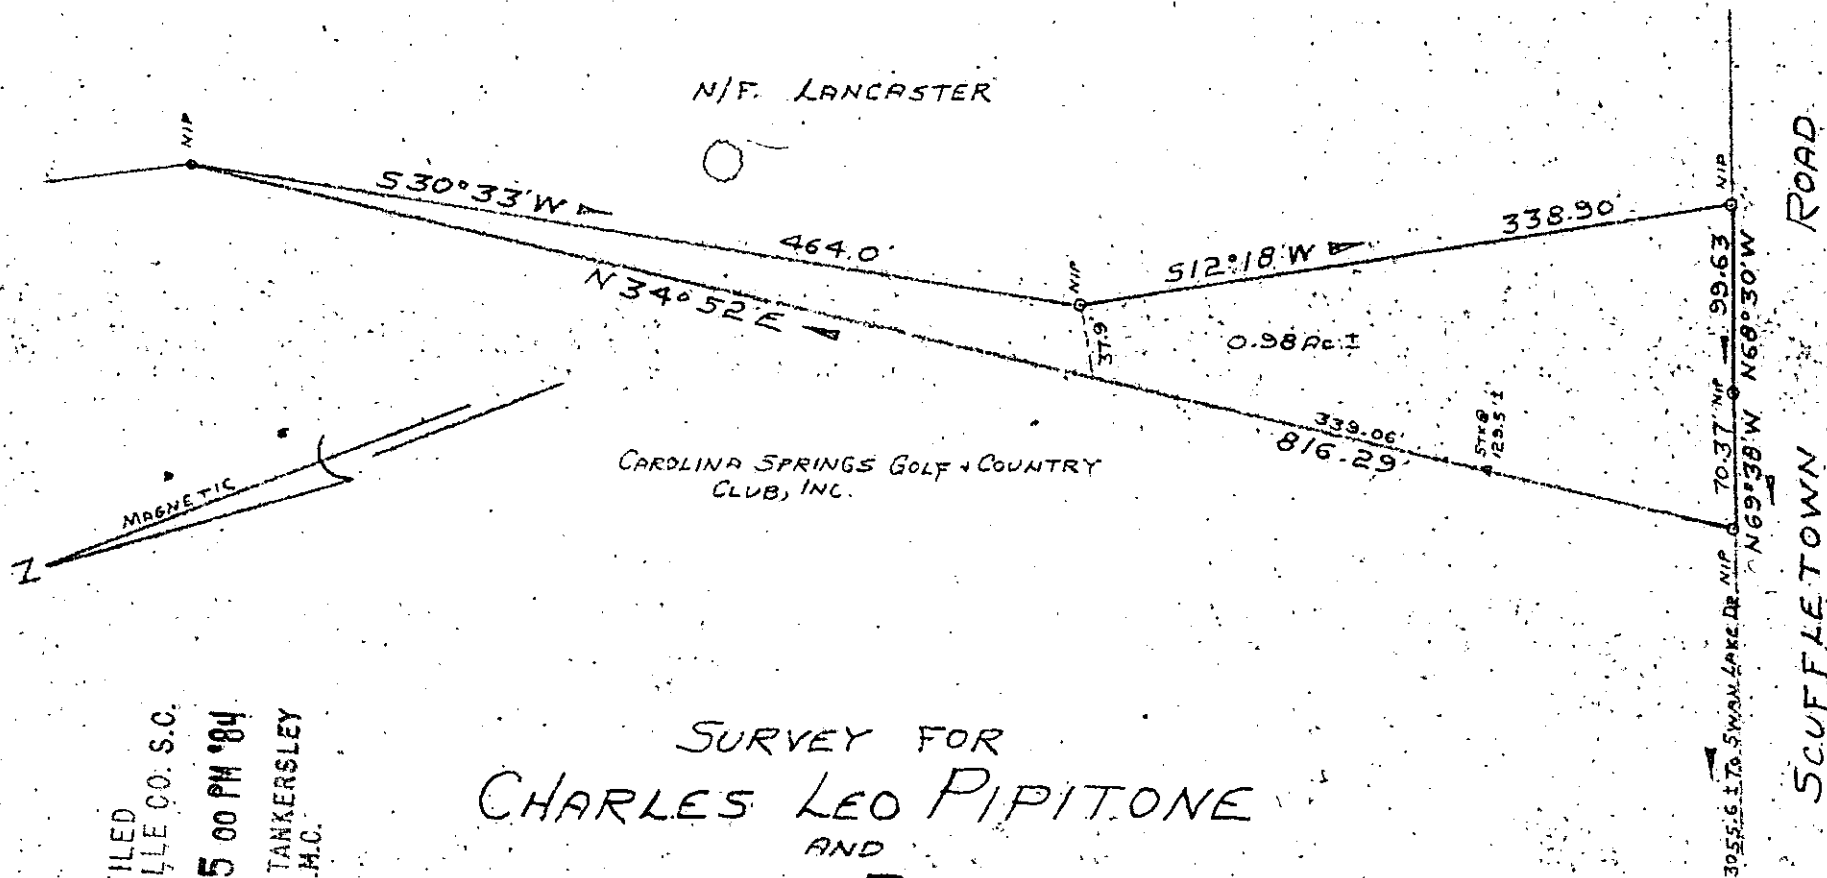 N/F. LANCASTER
NIP
S30°33'W
464.0'
N34°52'E
NIP
S12°18'W
338.90'
NIP
37.9'
0.98 Ac ±
ROAD
99.63'
N68°30'W
NIP
70.37'
N69°38'W
339.06'
816.29'
STK @
129.5'±
CAROLINA SPRINGS GOLF & COUNTRY
CLUB, INC.
MAGNETIC
N
NIP
3055.6± TO SWAN LAKE DR.
SCUFFLETOWN
ILED
LLE CO. S.C.
5 00 PM '84
TANKERSLEY
M.C.
SURVEY FOR
CHARLES LEO PIPITONE
AND